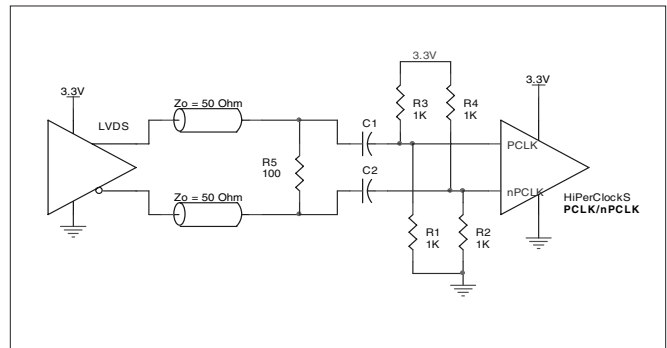 3.3V
3.3V
3.3V
Zo = 50 Ohm
LVDS
R3
1K
R4
1K
C1
PCLK
R5
100
C2
Zo = 50 Ohm
nPCLK
HiPerClockS
PCLK/nPCLK
R1
1K
R2
1K